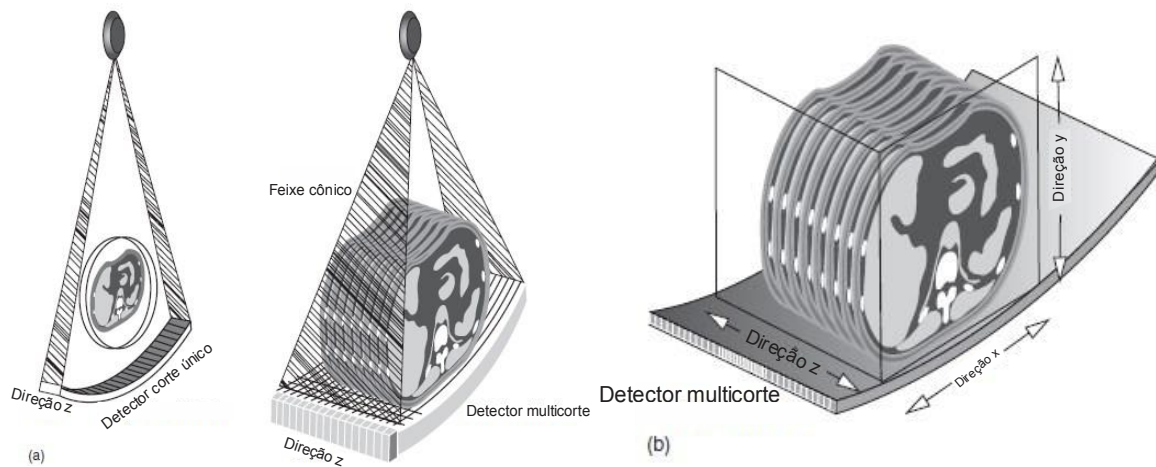 Direção z
Detector corte único
(a)
Feixe cônico
Detector multicorte
Direção z
Direção y
Direção z
Direção x
Detector multicorte
(b)